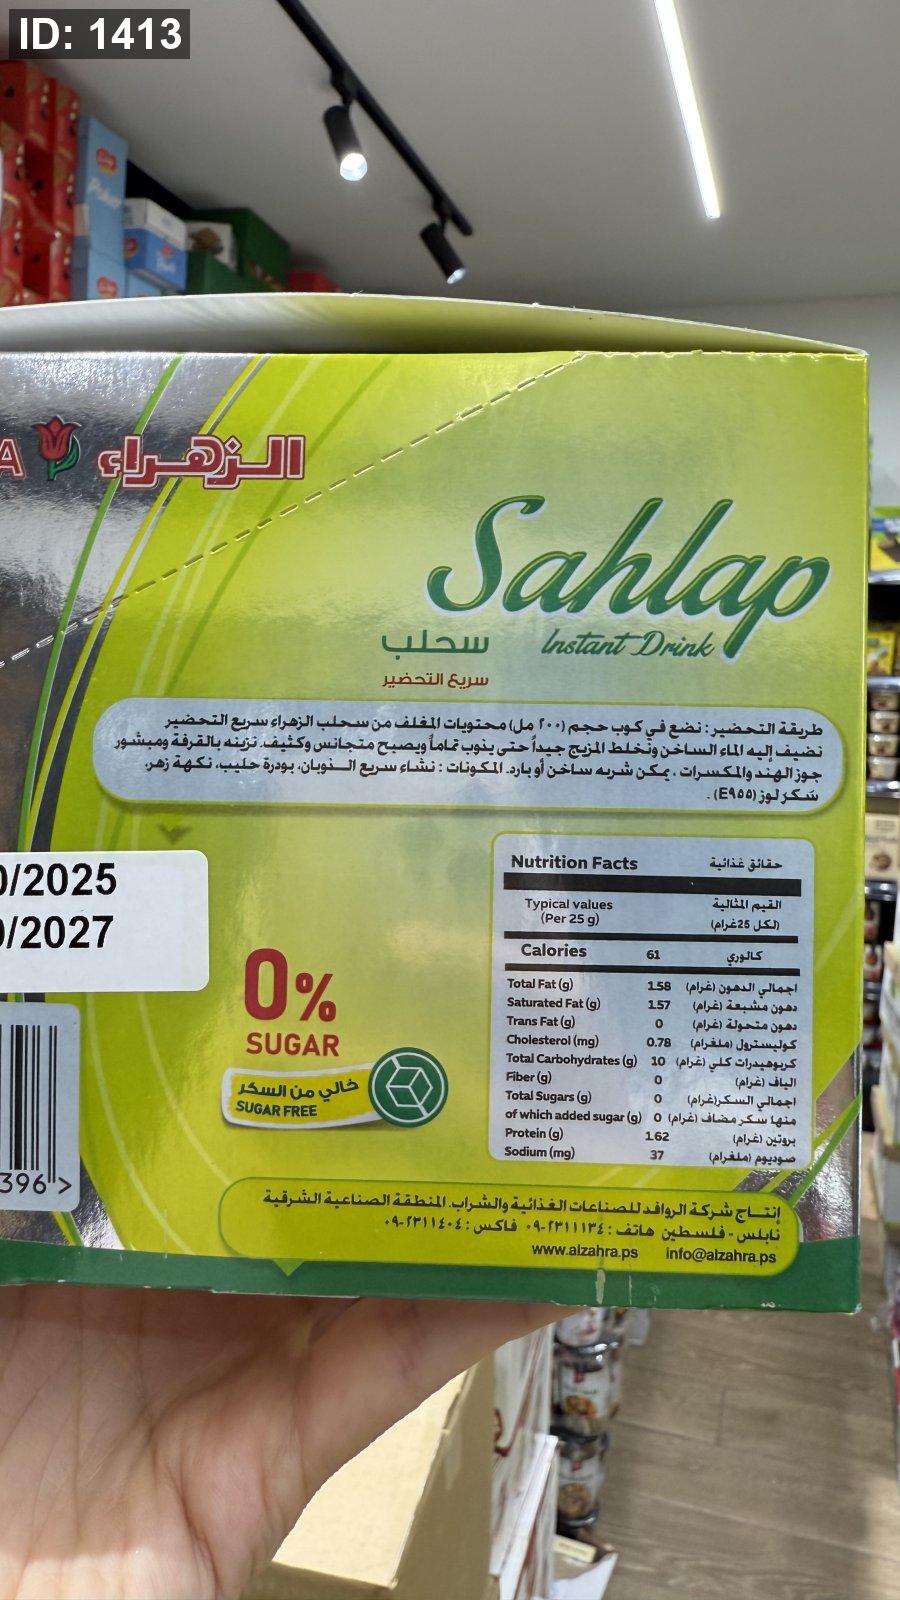 ID: 1413
A الزهراء
Sahlap
Instant Drink
سحلب
سريع التحضير
طريقة التحضير : نضع في كوب حجم (٢٠٠ مل) محتويات المغلف من سحلب الزهراء سريع التحضير
نضيف إليه الماء الساخن ونخلط المزيج جيداً حتى يذوب تماماً ويصبح متجانس وكثيف. تزينه بالقرفة ومبشور
جوز الهند والمكسرات ، يمكن شربه ساخن أو بارد. المكونات : نشاء سريع الذوبان، بودرة حليب، نكهة زهر،
سكر لوز (E٩٥٥) .
0/2025
0/2027
0%
SUGAR
خالي من السكر
SUGAR FREE
396">
Nutrition Facts حقائق غذائية
Typical values القيم المثالية
(Per 25 g) (لكل 25غرام)
Calories 61 كالوري
Total Fat (g) 1.58 اجمالي الدهون (غرام)
Saturated Fat (g) 1.57 دهون مشبعة (غرام)
Trans Fat (g) 0 دهون متحولة (غرام)
Cholesterol (mg) 0.78 كوليسترول (ملغرام)
Total Carbohydrates (g) 10 كربوهيدرات كلي (غرام)
Fiber (g) 0 الياف (غرام)
Total Sugars (g) 0 اجمالي السكر(غرام)
of which added sugar (g) 0 منها سكر مضاف (غرام)
Protein (g) 1.62 بروتين (غرام)
Sodium (mg) 37 صوديوم (ملغرام)
إنتـــاج شركة الروافد للصناعات الغذائية والشراب. المنطقة الصناعية الشرقية
نابلس - فلسطين هاتف : ٢٣١١١٣٤-٠٩ فاكس : ٢٣١١٤٠٤-٠٩
www.alzahra.ps info@alzahra.ps